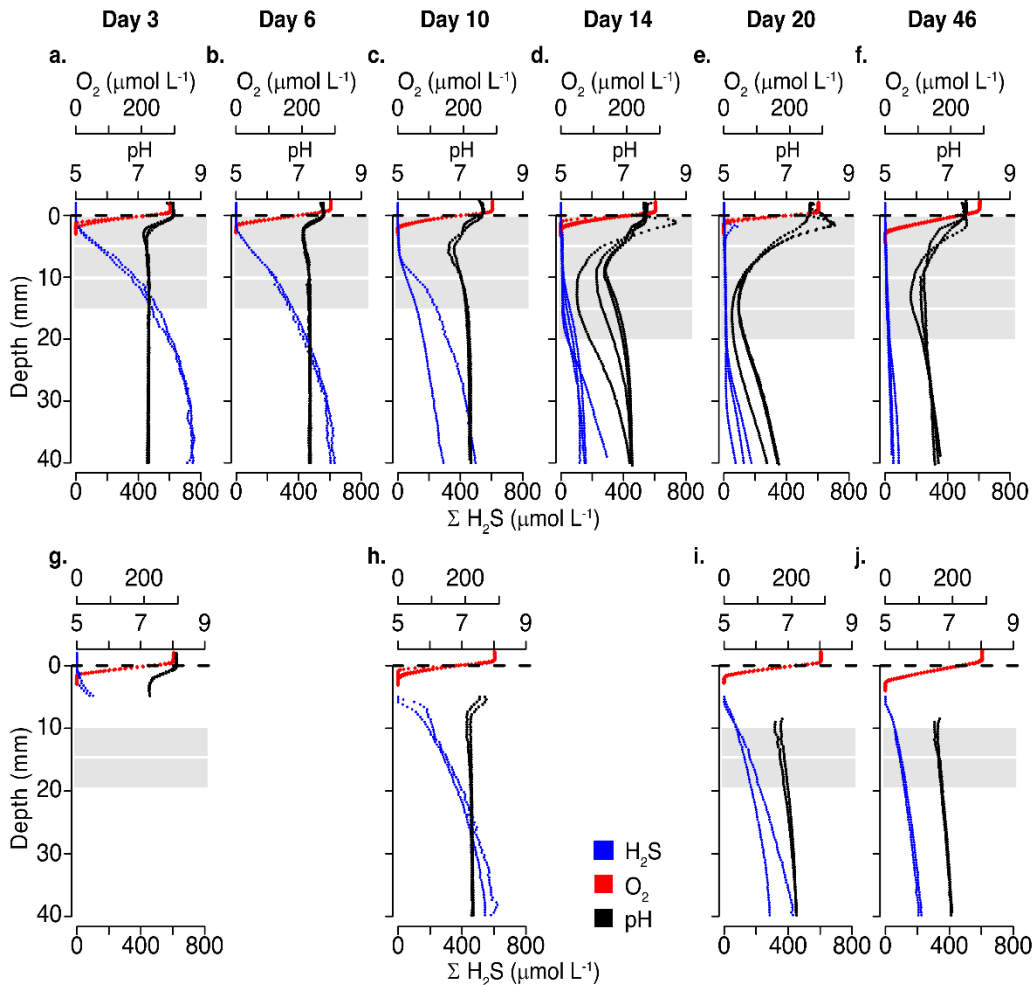 Day 3 Day 6 Day 10 Day 14 Day 20 Day 46
a. b. c. d. e. f.
O₂ (μmol L⁻¹) O₂ (μmol L⁻¹) O₂ (μmol L⁻¹) O₂ (μmol L⁻¹) O₂ (μmol L⁻¹) O₂ (μmol L⁻¹)
0 200 0 200 0 200 0 200 0 200 0 200
pH pH pH pH pH pH
5 7 9 5 7 9 5 7 9 5 7 9 5 7 9 5 7 9
0
10
20
30
40
Depth (mm)
0 400 800 0 400 800 0 400 800 0 400 800 0 400 800 0 400 800
Σ H₂S (μmol L⁻¹)
g. h. i. j.
0 200 0 200 0 200 0 200
5 7 9 5 7 9 5 7 9 5 7 9
0
10
20
30
40
Depth (mm)
H₂S
O₂
pH
0 400 800 0 400 800 0 400 800 0 400 800
Σ H₂S (μmol L⁻¹)